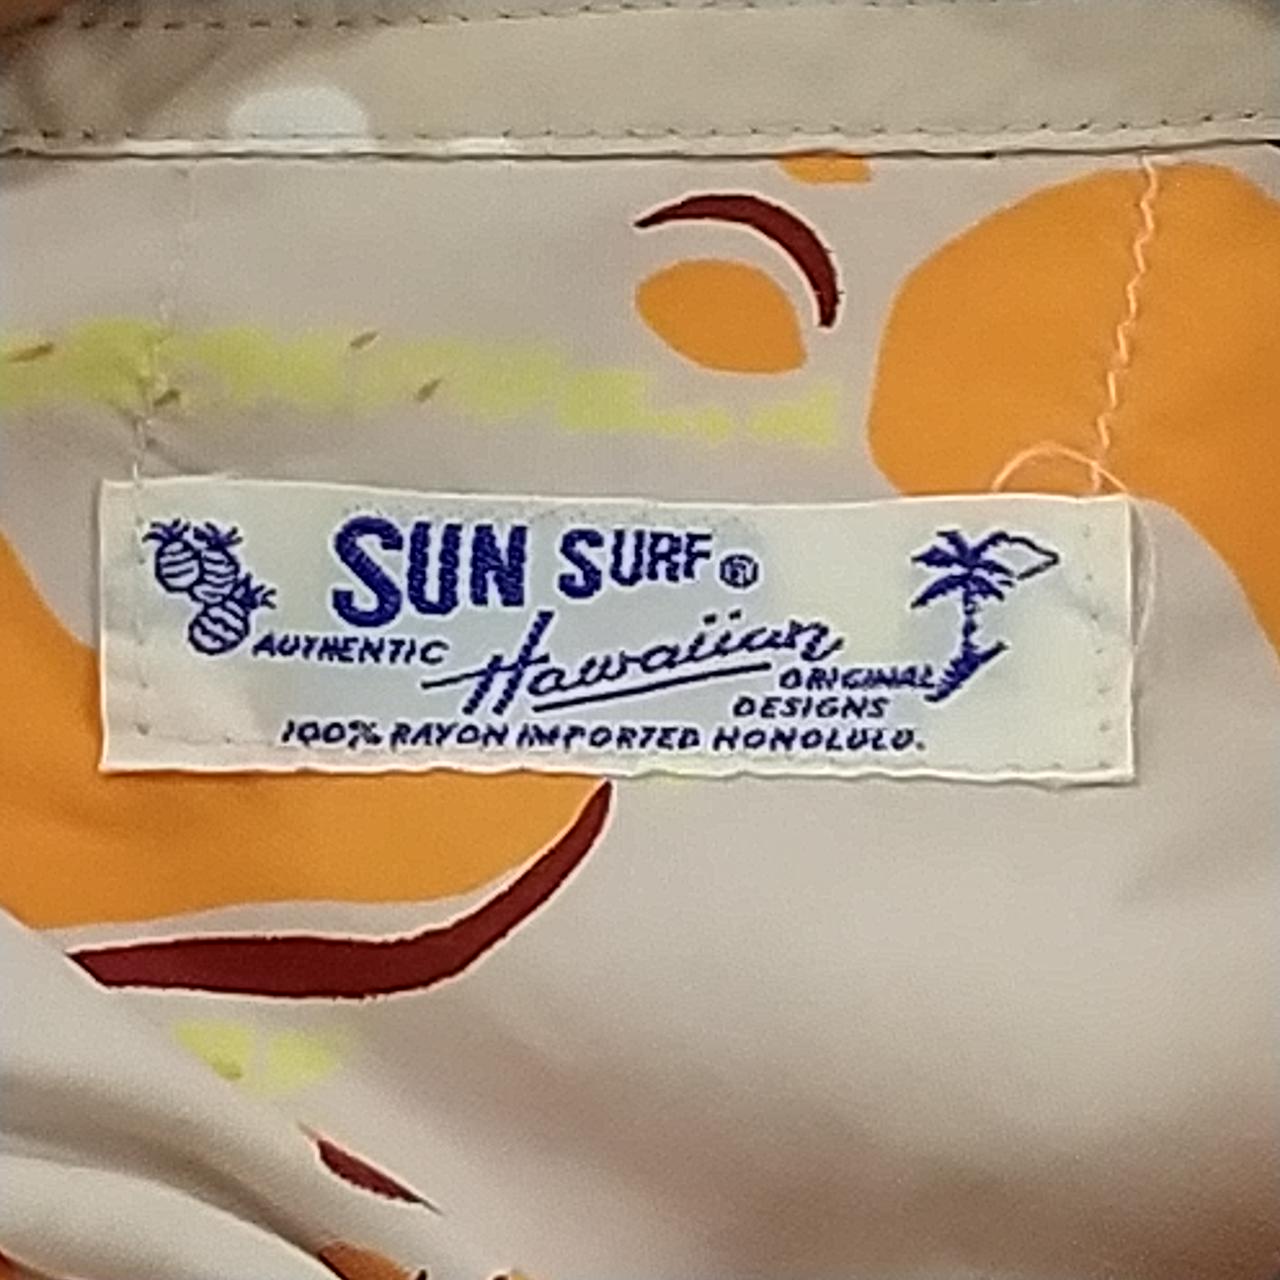 SUN SURF®
AUTHENTIC Hawaiian ORIGINAL
DESIGNS
100% RAYON IMPORTED HONOLULU.